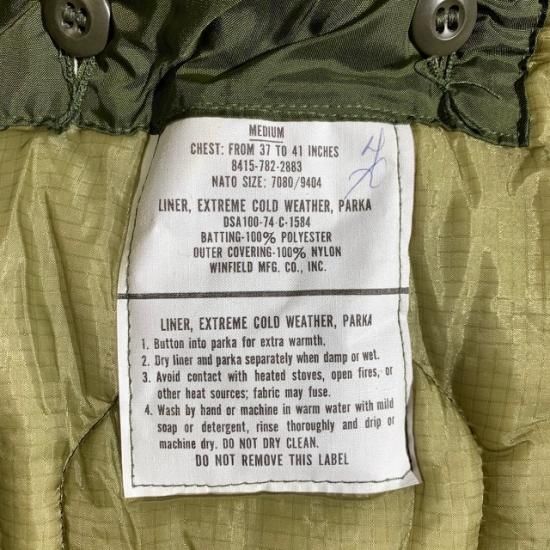 MEDIUM
CHEST: FROM 37 TO 41 INCHES
8415-782-2883
NATO SIZE: 7080/9404
LINER, EXTREME COLD WEATHER, PARKA
DSA100-74-C-1584
BATTING-100% POLYESTER
OUTER COVERING-100% NYLON
WINFIELD MFG. CO., INC.
LINER, EXTREME COLD WEATHER, PARKA
1. Button into parka for extra warmth.
2. Dry liner and parka separately when damp or wet.
3. Avoid contact with heated stoves, open fires, or
other heat sources; fabric may fuse.
4. Wash by hand or machine in warm water with mild
soap or detergent, rinse thoroughly and drip or
machine dry. DO NOT DRY CLEAN.
DO NOT REMOVE THIS LABEL